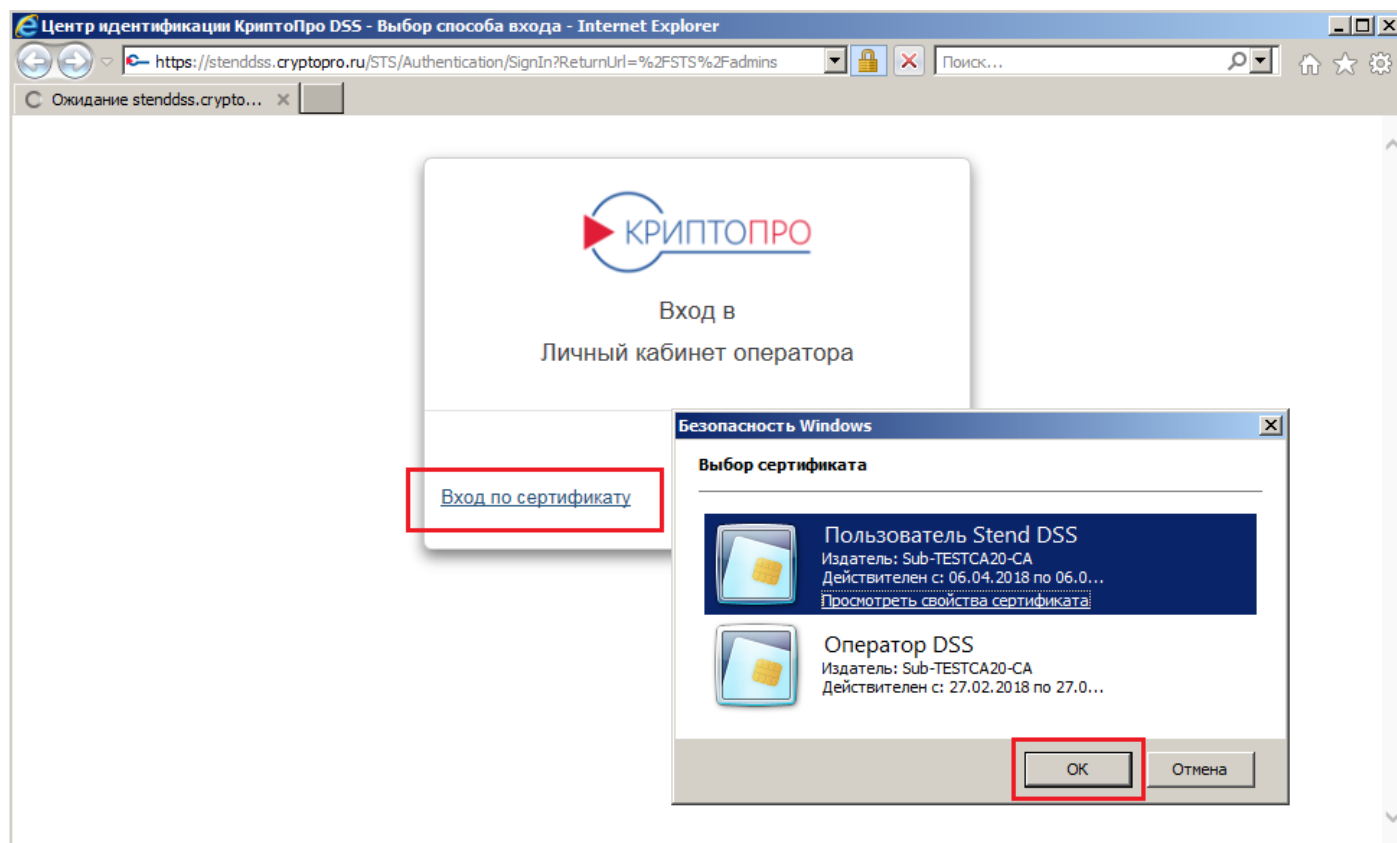 Центр идентификации КриптоПро DSS - Выбор способа входа - Internet Explorer
https://stenddss.cryptopro.ru/STS/Authentication/SignIn?ReturnUrl=%2FSTS%2Fadmins
Поиск...
Ожидание stenddss.crypto...
КРИПТОПРО
Вход в
Личный кабинет оператора
Вход по сертификату
Безопасность Windows
Выбор сертификата
Пользователь Stend DSS
Издатель: Sub-TESTCA20-CA
Действителен с: 06.04.2018 по 06.0...
Просмотреть свойства сертификата
Оператор DSS
Издатель: Sub-TESTCA20-CA
Действителен с: 27.02.2018 по 27.0...
ОК
Отмена